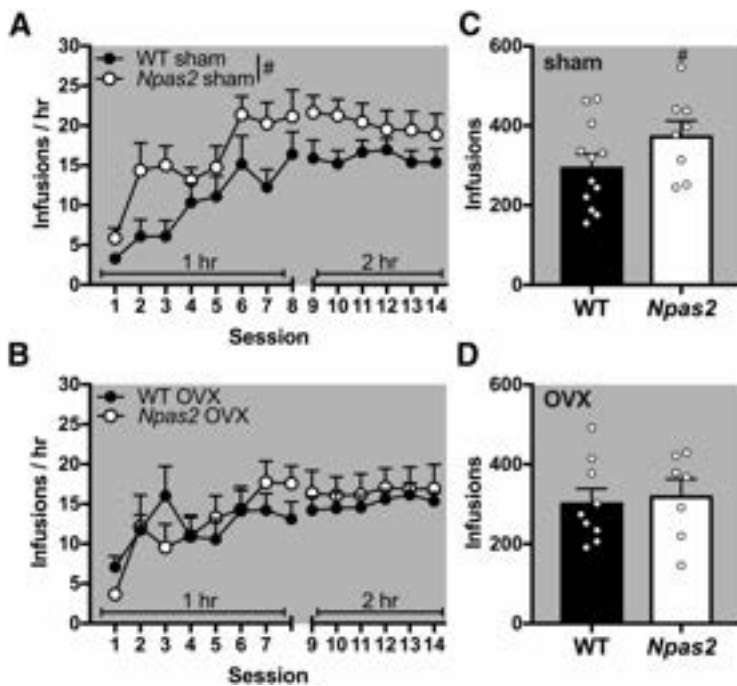 A
30
25
20
15
10
5
0
Infusions / hr
WT sham
Npas2 sham
#
1 hr
2 hr
1 2 3 4 5 6 7 8 9 10 11 12 13 14
Session
C
600
400
200
0
Infusions
sham
#
WT Npas2
B
30
25
20
15
10
5
0
Infusions / hr
WT OVX
Npas2 OVX
1 hr
2 hr
1 2 3 4 5 6 7 9 10 11 12 13 14
Session
D
600
400
200
0
Infusions
OVX
WT Npas2